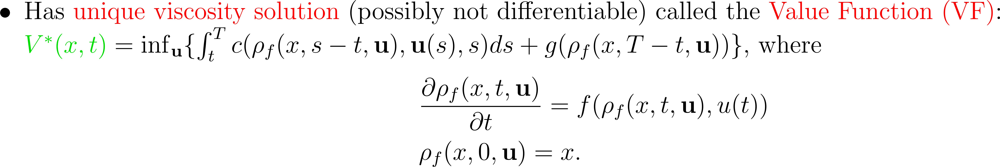 • Has unique viscosity solution (possibly not differentiable) called the Value Function (VF):
$V^*(x,t) = \inf_{\mathbf{u}}\{\int_t^T c(\rho_f(x, s-t, \mathbf{u}), \mathbf{u}(s), s)ds + g(\rho_f(x, T-t, \mathbf{u}))\}$, where
$\frac{\partial \rho_f(x,t,\mathbf{u})}{\partial t} = f(\rho_f(x,t,\mathbf{u}), u(t))$
$\rho_f(x, 0, \mathbf{u}) = x.$